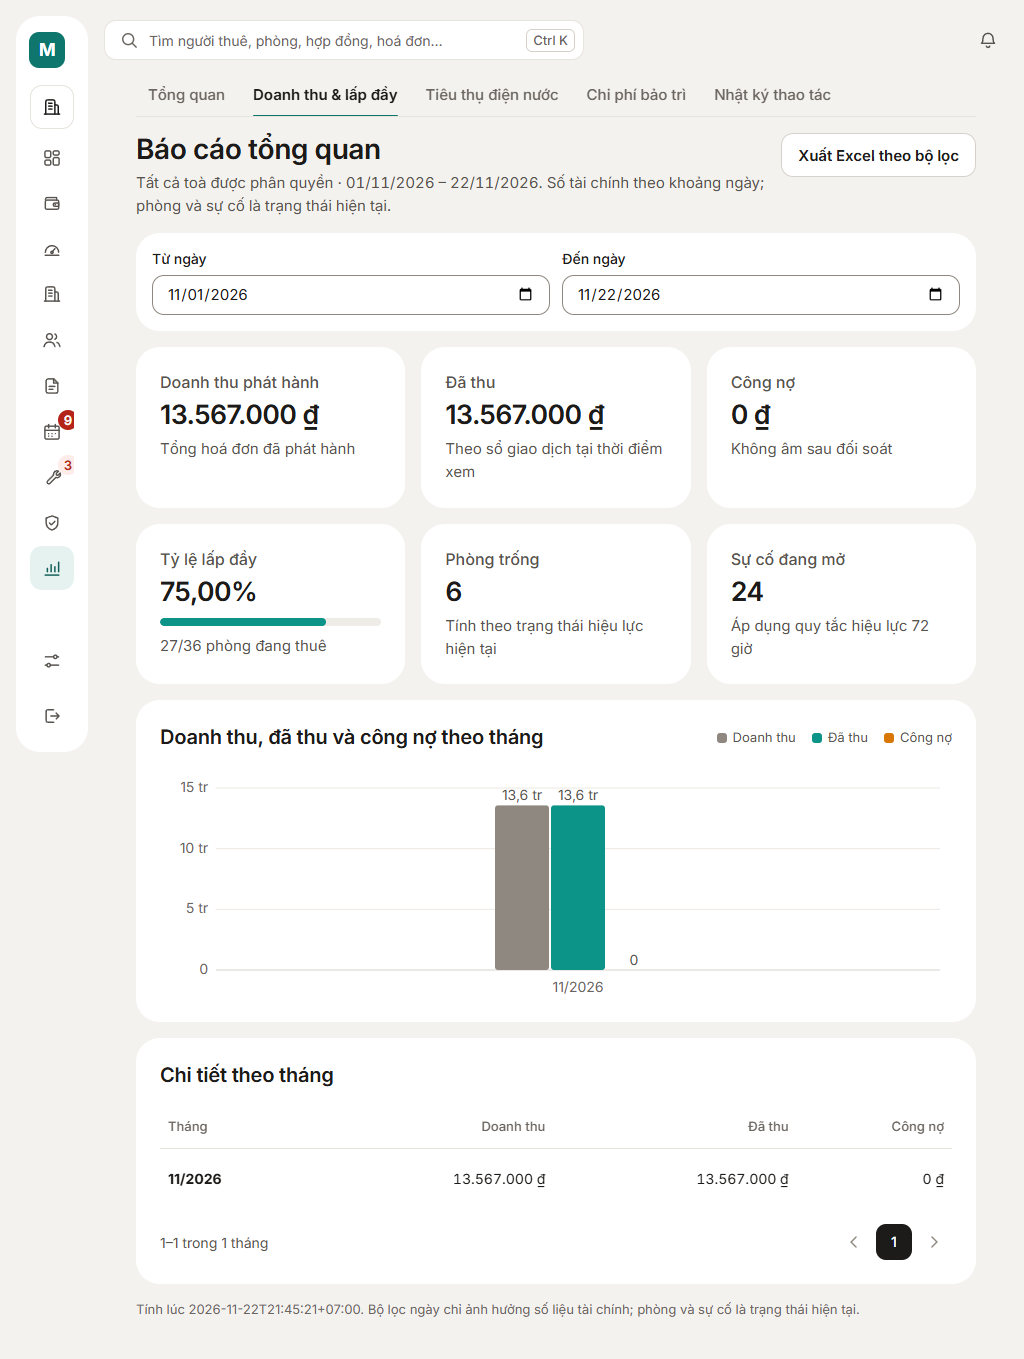 M
Tìm người thuê, phòng, hợp đồng, hoá đơn...
Ctrl K
Tổng quan
Doanh thu & lấp đầy
Tiêu thụ điện nước
Chi phí bảo trì
Nhật ký thao tác
Báo cáo tổng quan
Xuất Excel theo bộ lọc
Tất cả toà được phân quyền · 01/11/2026 – 22/11/2026. Số tài chính theo khoảng ngày;
phòng và sự cố là trạng thái hiện tại.
Từ ngày
Đến ngày
11/01/2026
11/22/2026
Doanh thu phát hành
13.567.000 ₫
Tổng hoá đơn đã phát hành
Đã thu
13.567.000 ₫
Theo sổ giao dịch tại thời điểm
xem
Công nợ
0 ₫
Không âm sau đối soát
9
3
Tỷ lệ lấp đầy
75,00%
27/36 phòng đang thuê
Phòng trống
6
Tính theo trạng thái hiệu lực
hiện tại
Sự cố đang mở
24
Áp dụng quy tắc hiệu lực 72
giờ
Doanh thu, đã thu và công nợ theo tháng
Doanh thu
Đã thu
Công nợ
15 tr
10 tr
5 tr
0
13,6 tr
13,6 tr
0
11/2026
Chi tiết theo tháng
Tháng
Doanh thu
Đã thu
Công nợ
11/2026
13.567.000 ₫
13.567.000 ₫
0 ₫
1–1 trong 1 tháng
1
Tính lúc 2026-11-22T21:45:21+07:00. Bộ lọc ngày chỉ ảnh hưởng số liệu tài chính; phòng và sự cố là trạng thái hiện tại.